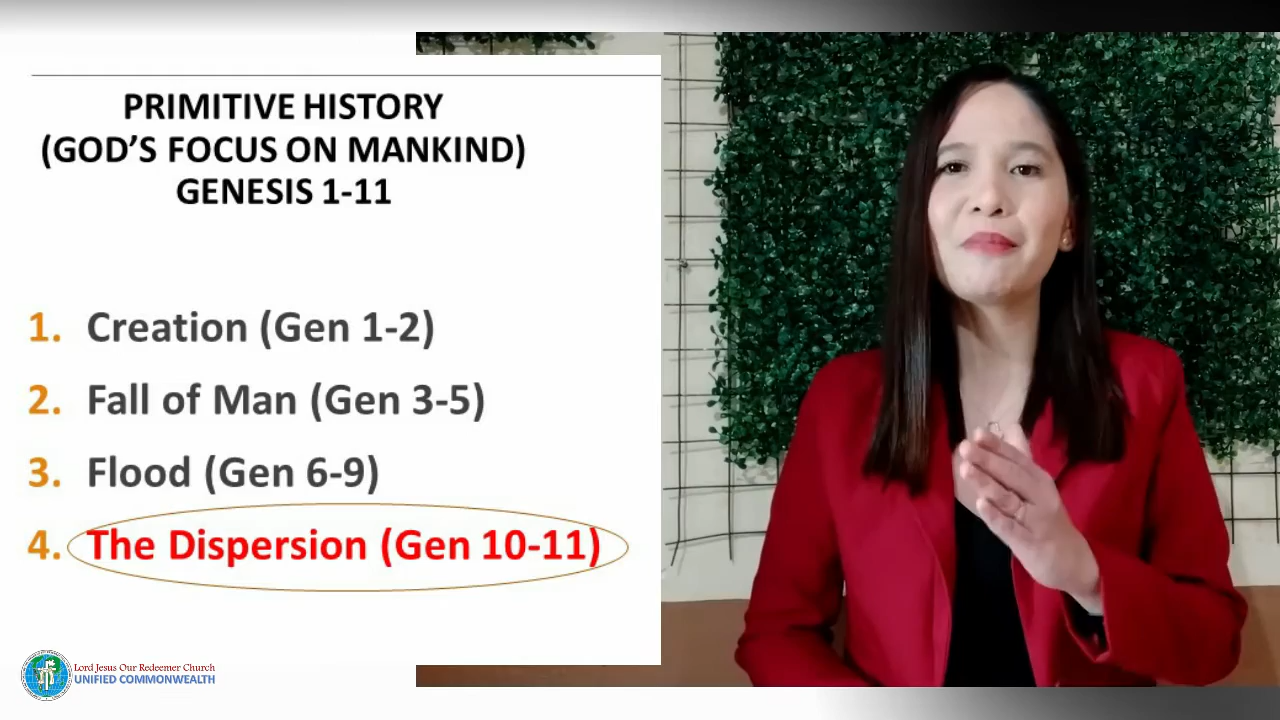 PRIMITIVE HISTORY
(GOD’S FOCUS ON MANKIND)
GENESIS 1-11
1. Creation (Gen 1-2)
2. Fall of Man (Gen 3-5)
3. Flood (Gen 6-9)
4. The Dispersion (Gen 10-11)
Lord Jesus Our Redeemer Church
UNIFIED COMMONWEALTH